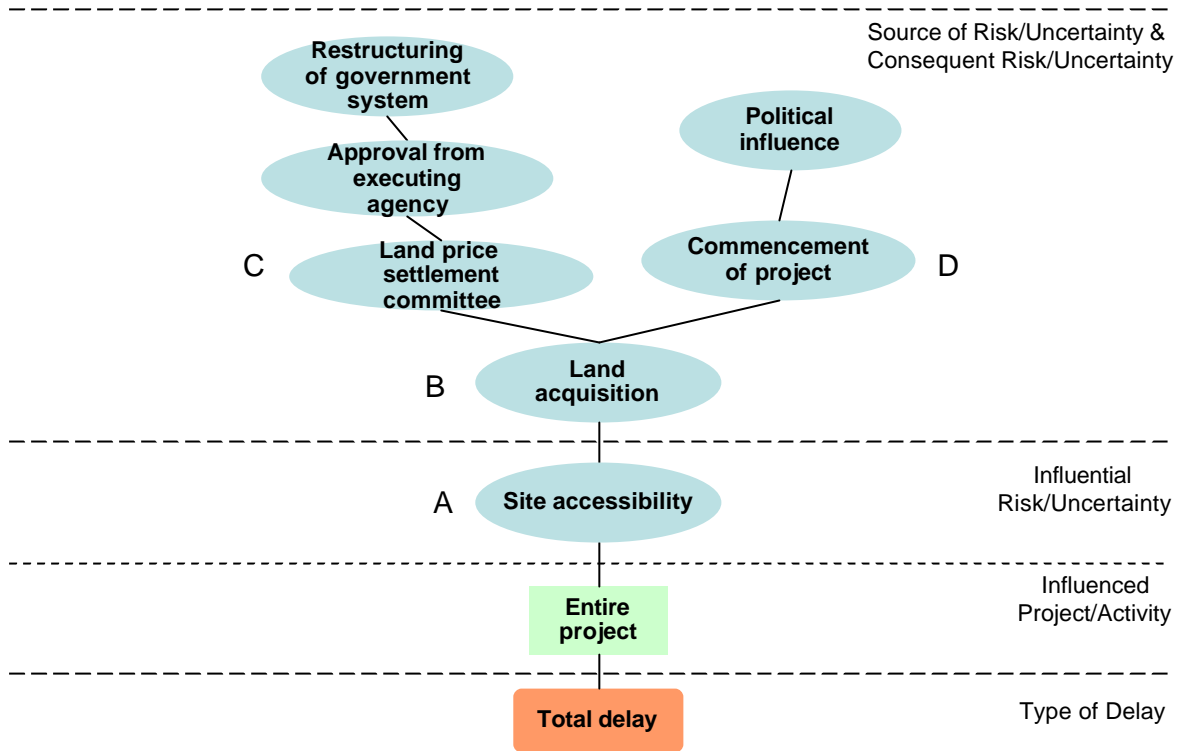 Source of Risk/Uncertainty &
Consequent Risk/Uncertainty
Restructuring
of government
system
Political
influence
Approval from
executing
agency
C
Land price
settlement
committee
Commencement
of project
D
B
Land
acquisition
A
Site accessibility
Influential
Risk/Uncertainty
Entire
project
Influenced
Project/Activity
Total delay
Type of Delay